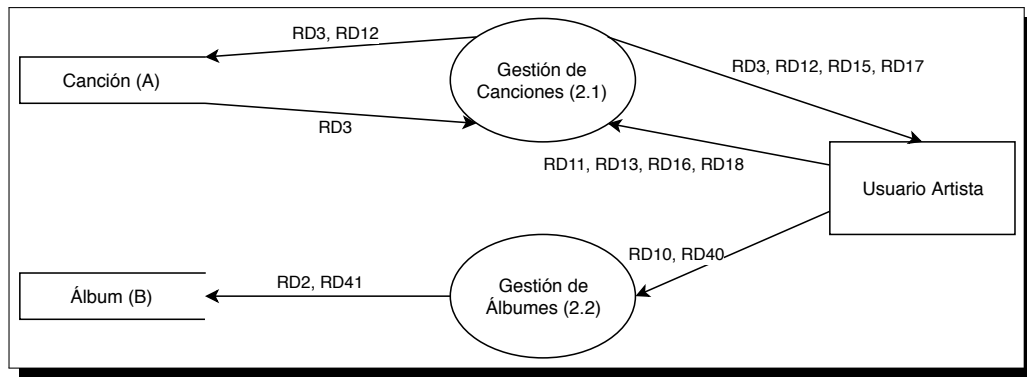 RD3, RD12
Gestión de
Canciones (2.1)
RD3, RD12, RD15, RD17
Canción (A)
RD3
RD11, RD13, RD16, RD18
Usuario Artista
RD10, RD40
Gestión de
Álbumes (2.2)
RD2, RD41
Álbum (B)